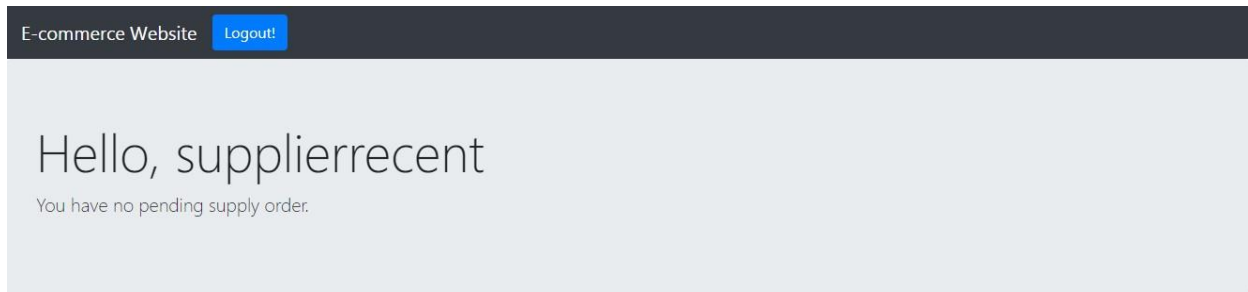 E-commerce Website Logout!
Hello, supplierrecent
You have no pending supply order.